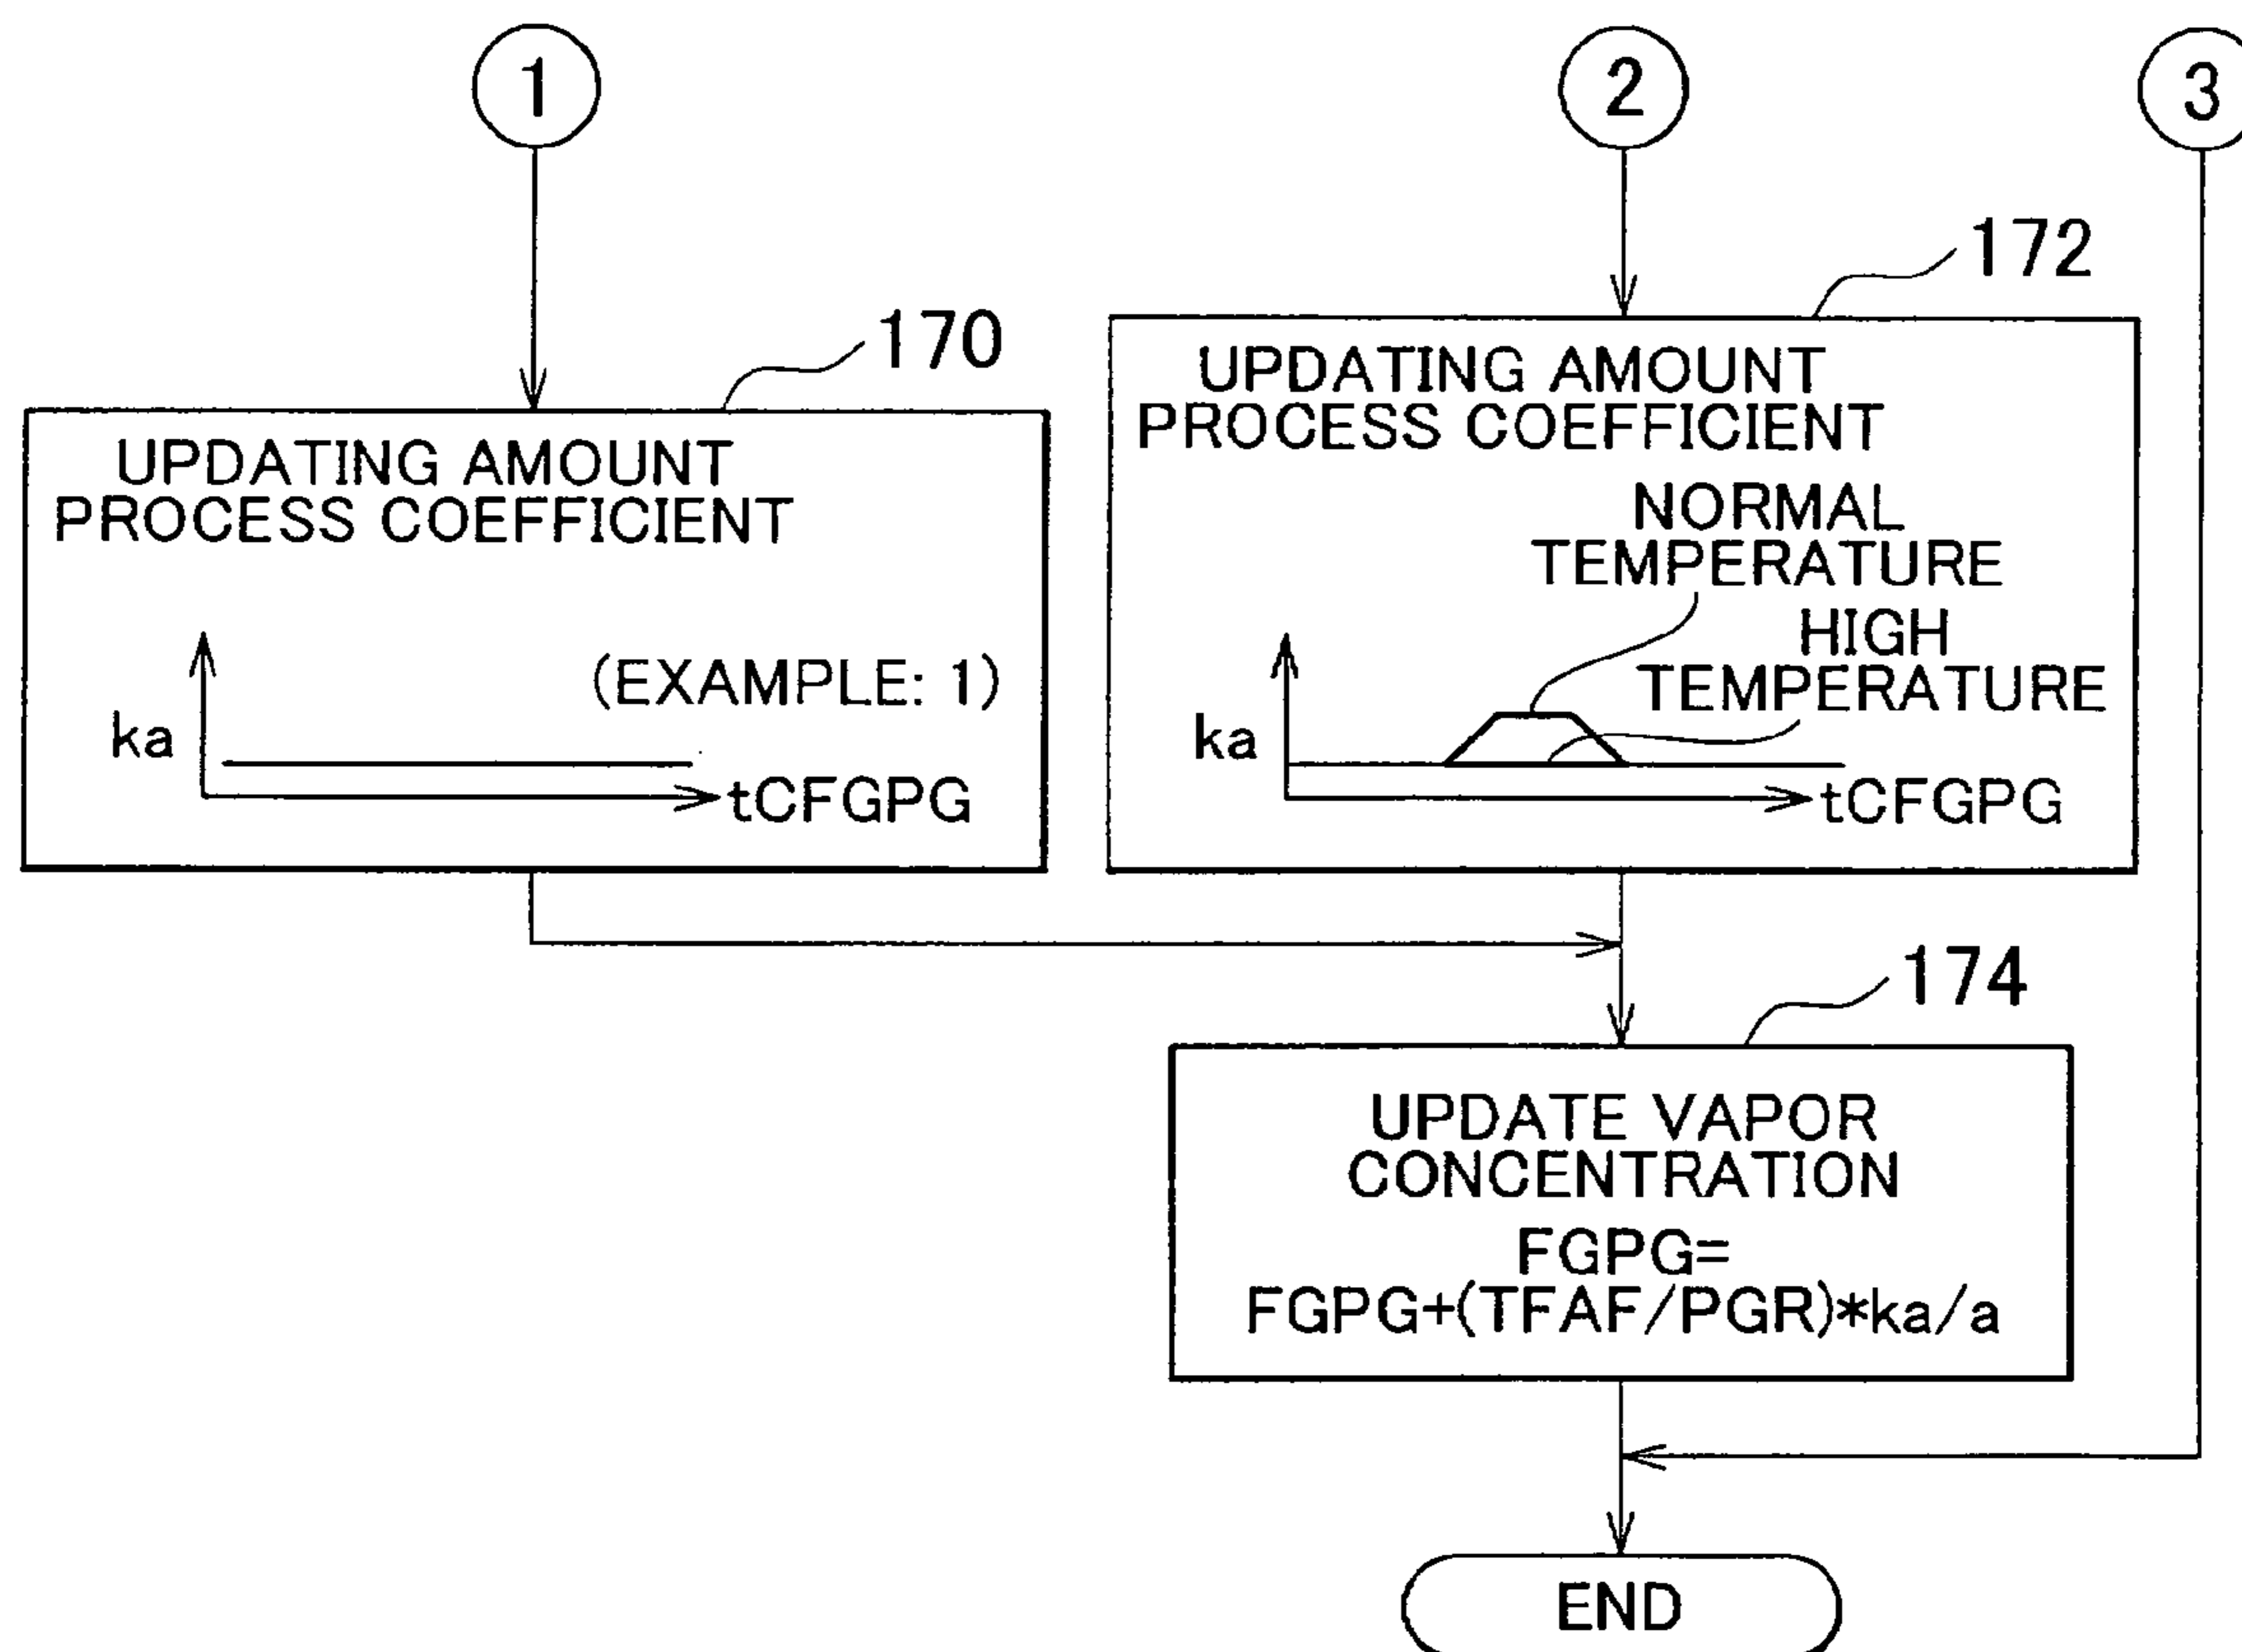 1
2
3
170
UPDATING AMOUNT
PROCESS COEFFICIENT
(EXAMPLE: 1)
ka
tCFGPG
172
UPDATING AMOUNT
PROCESS COEFFICIENT
NORMAL
TEMPERATURE
HIGH
TEMPERATURE
ka
tCFGPG
174
UPDATE VAPOR
CONCENTRATION
FGPG=
FGPG+(TFAF/PGR)*ka/a
END